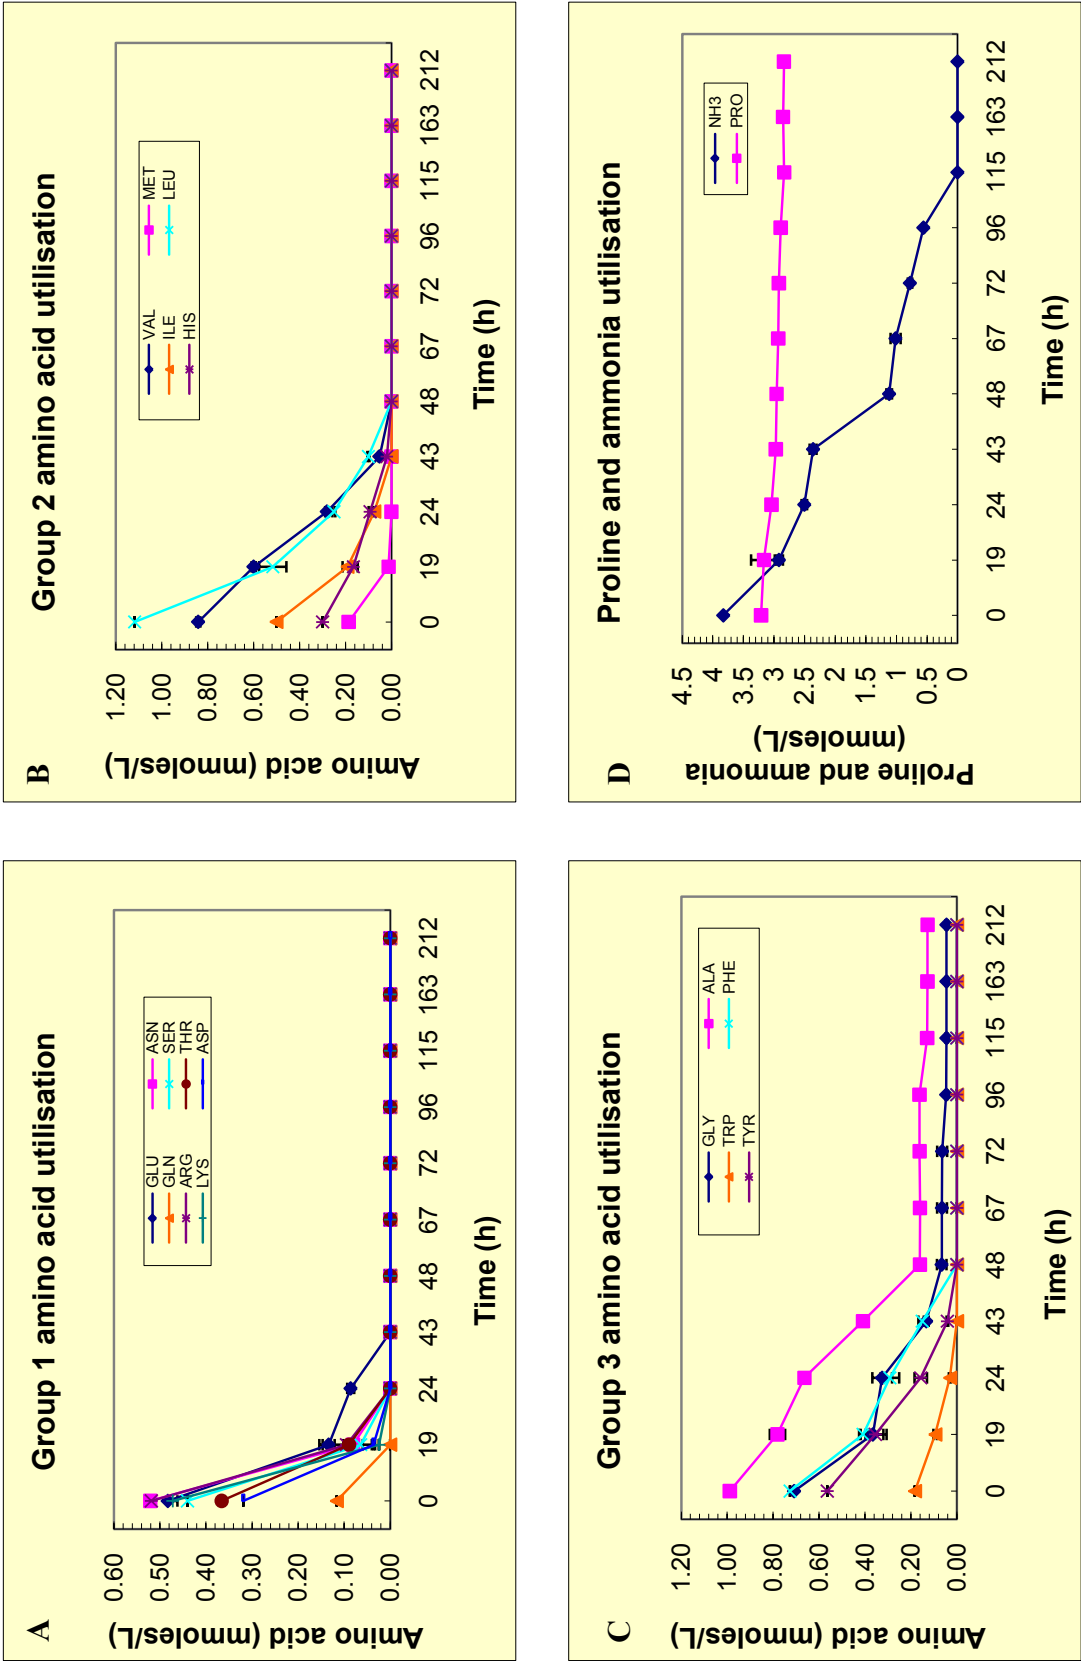 A
Group 1 amino acid utilisation
Amino acid (mmoles/L)
0.60
0.50
0.40
0.30
0.20
0.10
0.00
GLU ASN
GLN SER
ARG THR
LYS ASP
0 19 24 43 48 67 72 96 115 163 212
Time (h)
B
Group 2 amino acid utilisation
Amino acid (mmoles/L)
1.20
1.00
0.80
0.60
0.40
0.20
0.00
VAL MET
ILE LEU
HIS
0 19 24 43 48 67 72 96 115 163 212
Time (h)
C
Group 3 amino acid utilisation
Amino acid (mmoles/L)
1.20
1.00
0.80
0.60
0.40
0.20
0.00
GLY ALA
TRP PHE
TYR
0 19 24 43 48 67 72 96 115 163 212
Time (h)
D
Proline and ammonia utilisation
Proline and ammonia
(mmoles/L)
4.5
4
3.5
3
2.5
2
1.5
1
0.5
0
NH3
PRO
0 19 24 43 48 67 72 96 115 163 212
Time (h)